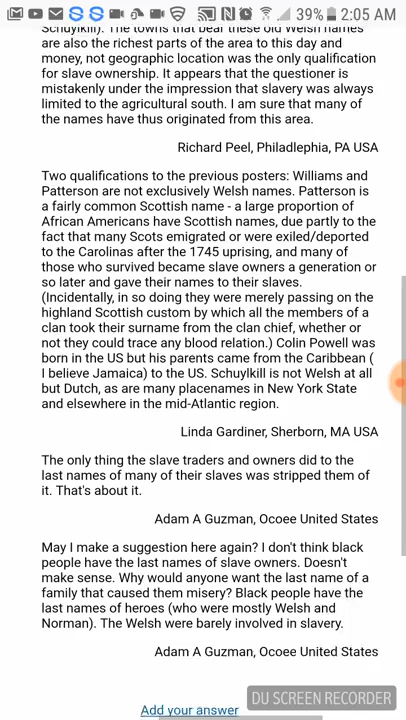 39% 2:05 AM
Schuylkill). The towns that bear these old Welsh names
are also the richest parts of the area to this day and
money, not geographic location was the only qualification
for slave ownership. It appears that the questioner is
mistakenly under the impression that slavery was always
limited to the agricultural south. I am sure that many of
the names have thus originated from this area.
Richard Peel, Philadlephia, PA USA
Two qualifications to the previous posters: Williams and
Patterson are not exclusively Welsh names. Patterson is
a fairly common Scottish name - a large proportion of
African Americans have Scottish names, due partly to the
fact that many Scots emigrated or were exiled/deported
to the Carolinas after the 1745 uprising, and many of
those who survived became slave owners a generation or
so later and gave their names to their slaves.
(Incidentally, in so doing they were merely passing on the
highland Scottish custom by which all the members of a
clan took their surname from the clan chief, whether or
not they could trace any blood relation.) Colin Powell was
born in the US but his parents came from the Caribbean (
I believe Jamaica) to the US. Schuylkill is not Welsh at all
but Dutch, as are many placenames in New York State
and elsewhere in the mid-Atlantic region.
Linda Gardiner, Sherborn, MA USA
The only thing the slave traders and owners did to the
last names of many of their slaves was stripped them of
it. That's about it.
Adam A Guzman, Ocoee United States
May I make a suggestion here again? I don't think black
people have the last names of slave owners. Doesn't
make sense. Why would anyone want the last name of a
family that caused them misery? Black people have the
last names of heroes (who were mostly Welsh and
Norman). The Welsh were barely involved in slavery.
Adam A Guzman, Ocoee United States
Add your answer
DU SCREEN RECORDER